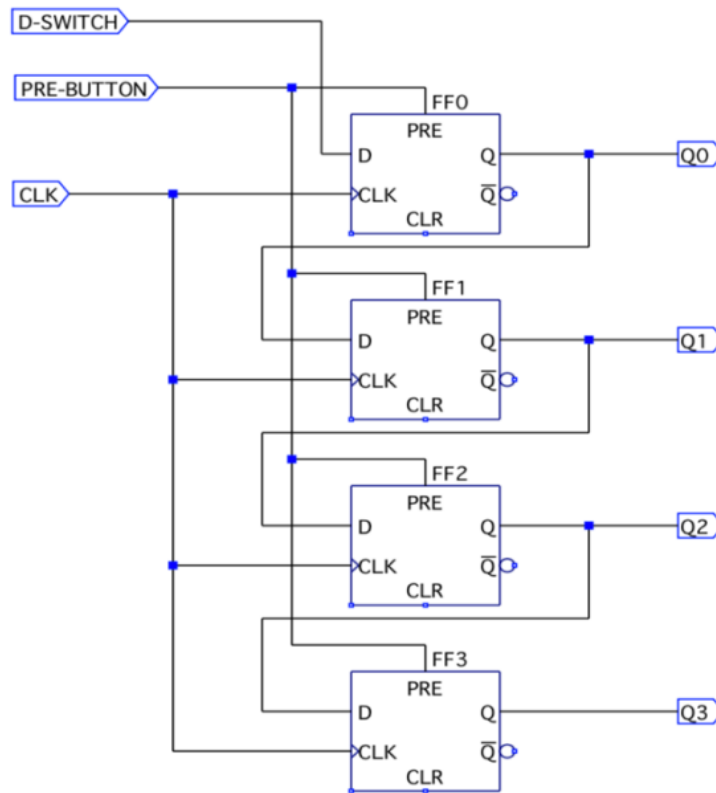 D-SWITCH
PRE-BUTTON
FF0
PRE
D
Q
Q0
CLK
CLK
Q̅
CLR
FF1
PRE
D
Q
Q1
CLK
Q̅
CLR
FF2
PRE
D
Q
Q2
CLK
Q̅
CLR
FF3
PRE
D
Q
Q3
CLK
Q̅
CLR